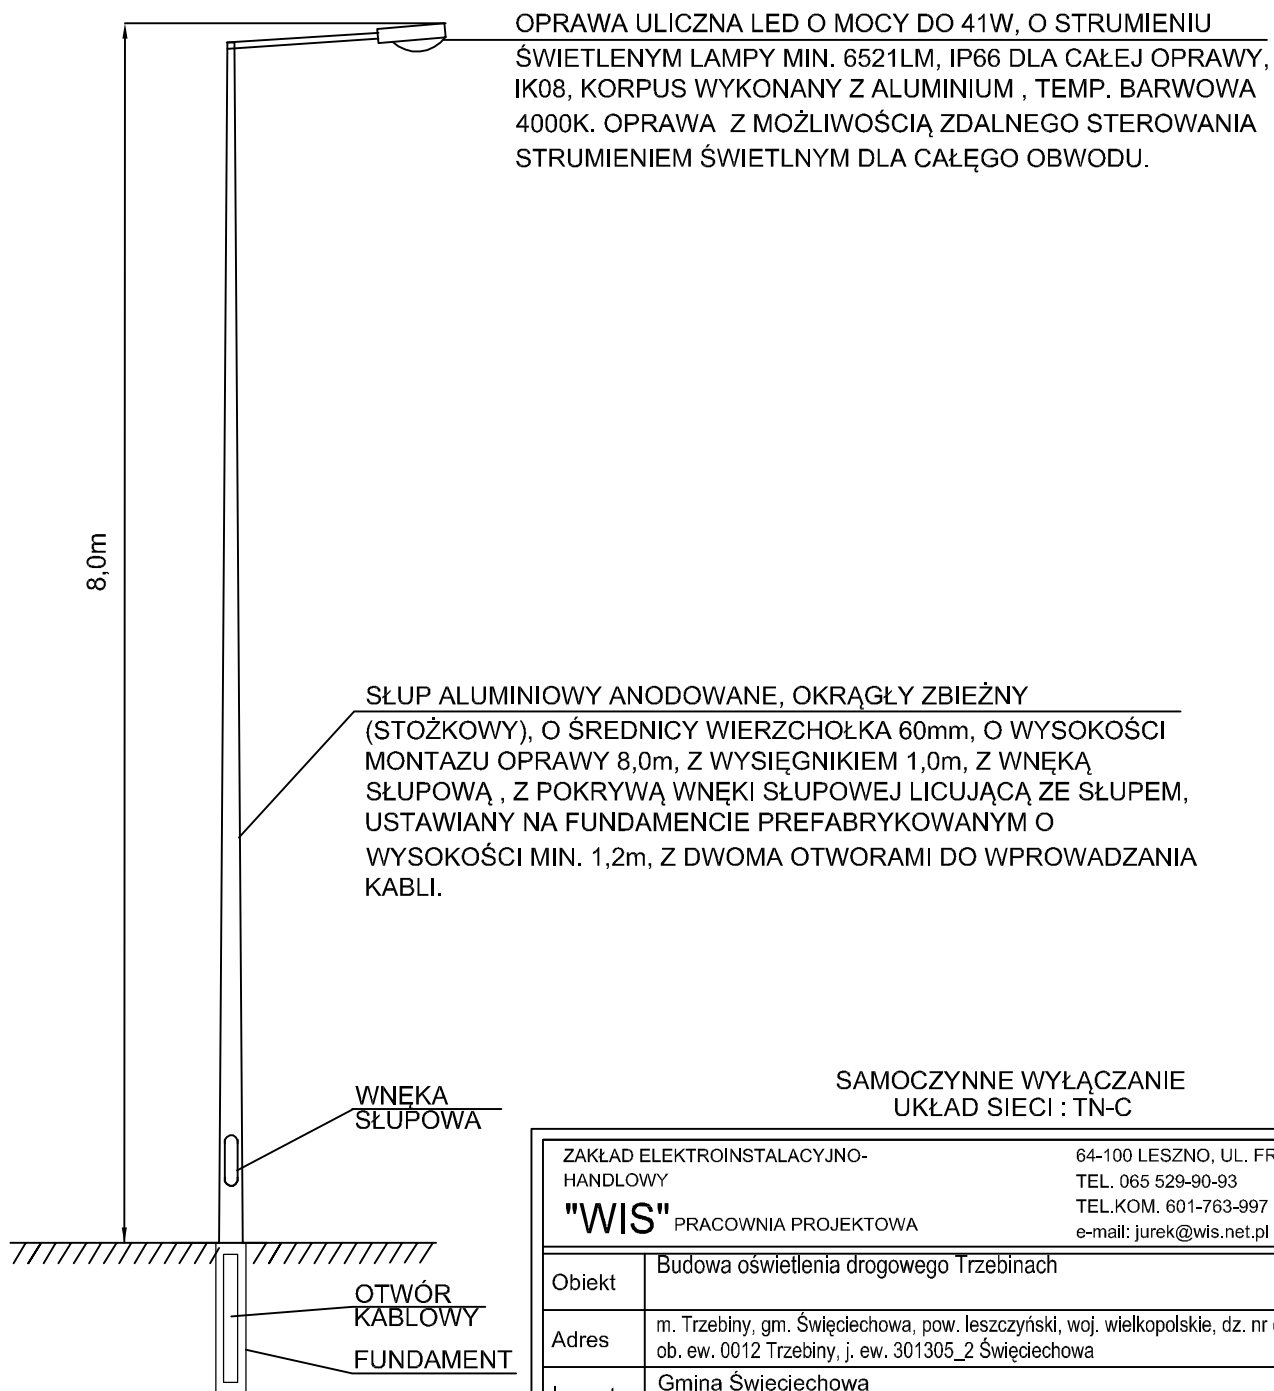 OPRAWA ULICZNA LED O MOCY DO 41W, O STRUMIENIU
ŚWIETLENYM LAMPY MIN. 6521LM, IP66 DLA CAŁEJ OPRAWY,
IK08, KORPUS WYKONANY Z ALUMINIUM , TEMP. BARWOWA
4000K. OPRAWA Z MOŻLIWOŚCIĄ ZDALNEGO STEROWANIA
STRUMIENIEM ŚWIETLNYM DLA CAŁĘGO OBWODU.
8,0m
SŁUP ALUMINIOWY ANODOWANE, OKRĄGŁY ZBIEŻNY
(STOŻKOWY), O ŚREDNICY WIERZCHOŁKA 60mm, O WYSOKOŚCI
MONTAZU OPRAWY 8,0m, Z WYSIĘGNIKIEM 1,0m, Z WNĘKĄ
SŁUPOWĄ , Z POKRYWĄ WNĘKI SŁUPOWEJ LICUJĄCĄ ZE SŁUPEM,
USTAWIANY NA FUNDAMENCIE PREFABRYKOWANYM O
WYSOKOŚCI MIN. 1,2m, Z DWOMA OTWORAMI DO WPROWADZANIA
KABLI.
WNĘKA
SŁUPOWA
SAMOCZYNNE WYŁĄCZANIE
UKŁAD SIECI : TN-C
ZAKŁAD ELEKTROINSTALACYJNO-
HANDLOWY
"WIS" PRACOWNIA PROJEKTOWA
64-100 LESZNO, UL. FR
TEL. 065 529-90-93
TEL.KOM. 601-763-997
e-mail: jurek@wis.net.pl
Obiekt
Budowa oświetlenia drogowego Trzebinach
Adres
m. Trzebiny, gm. Święciechowa, pow. leszczyński, woj. wielkopolskie, dz. nr
ob. ew. 0012 Trzebiny, j. ew. 301305_2 Święciechowa
Gmina Święciechowa
OTWÓR
KABLOWY
FUNDAMENT